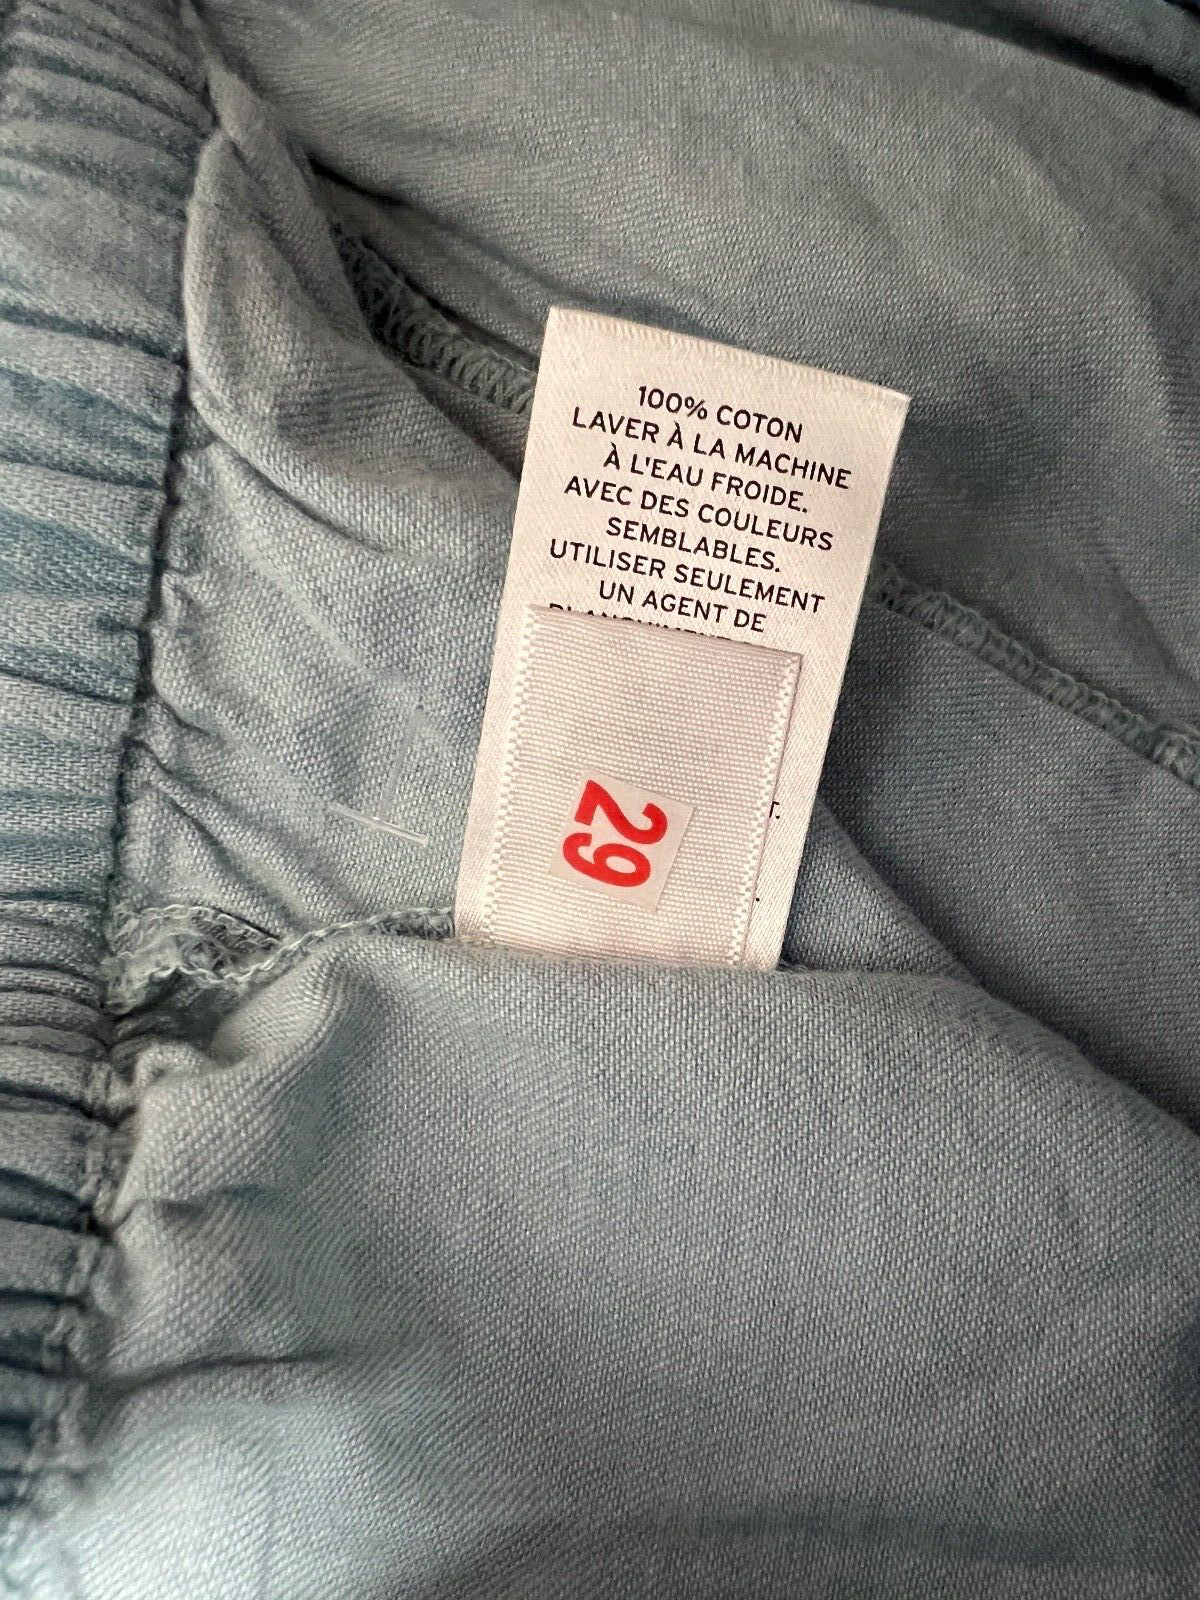 100% COTON
LAVER À LA MACHINE
À L'EAU FROIDE.
AVEC DES COULEURS
SEMBLABLES.
UTILISER SEULEMENT
UN AGENT DE
29